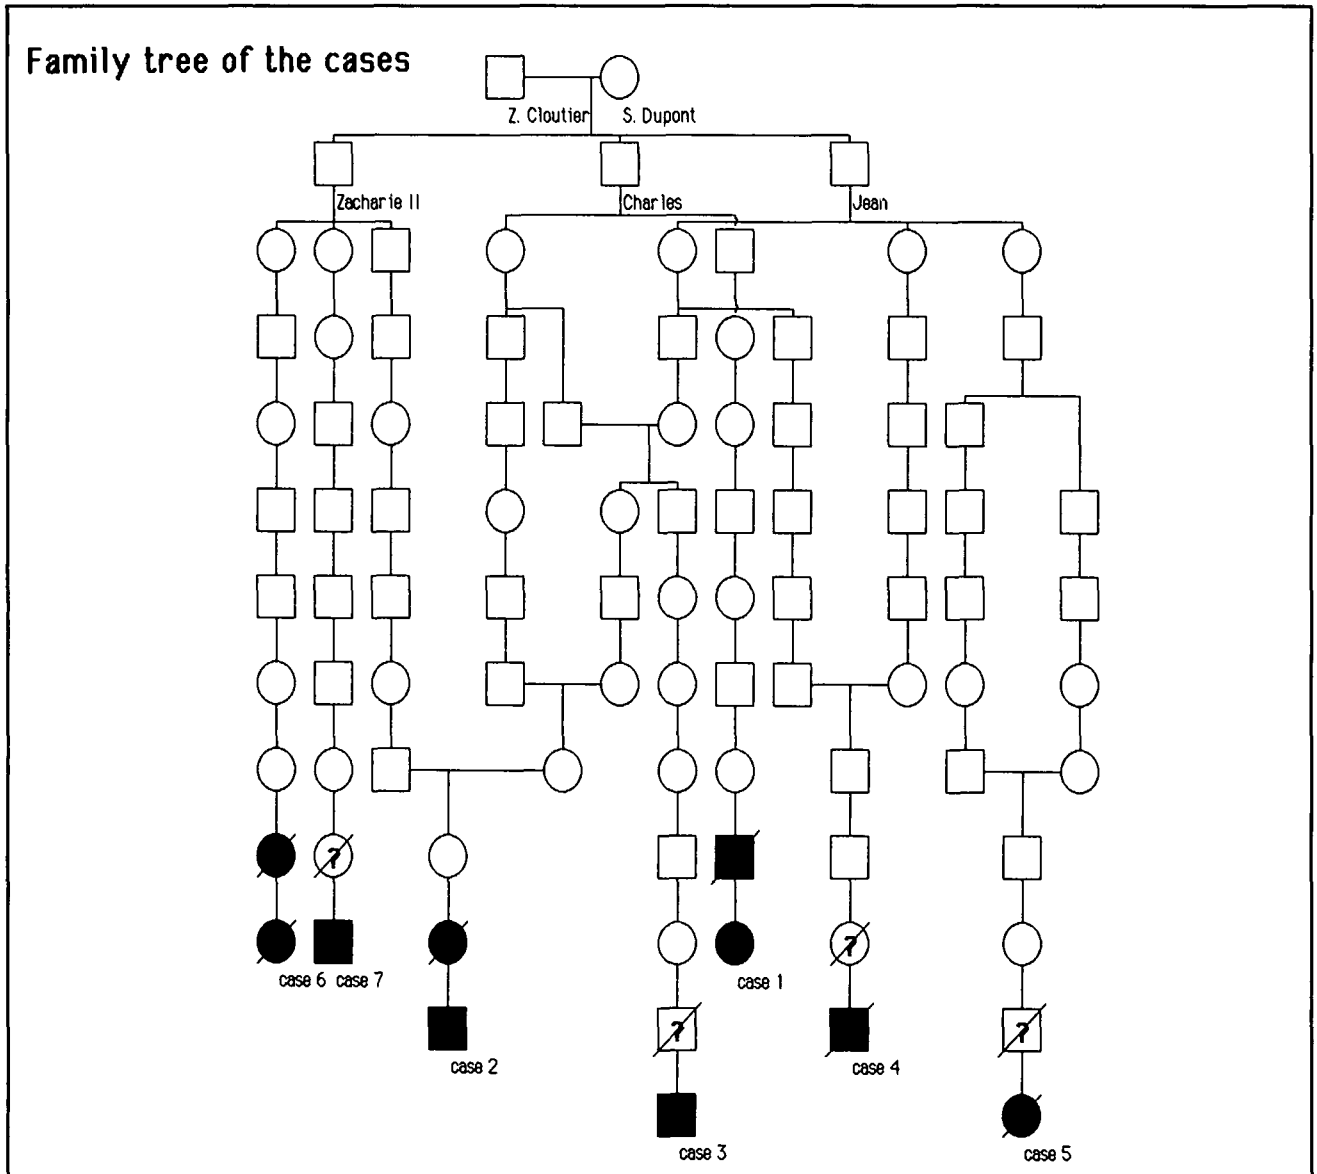 Family tree of the cases
Z. Cloutier S. Dupont
Zacharie II Charles Jean
? 
case 6 case 7 ? case 1
? ?
case 2 case 4
case 3 case 5